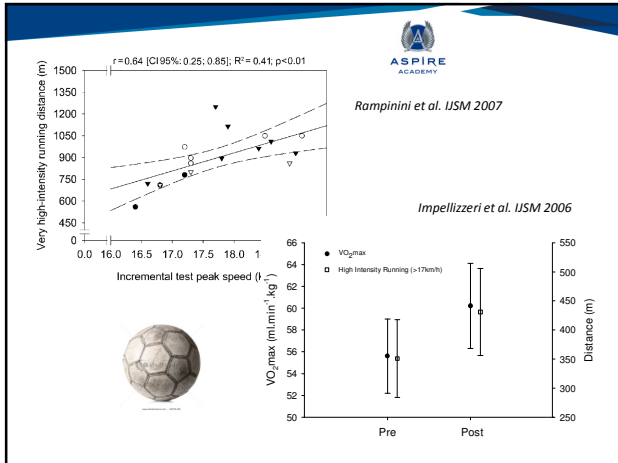 ASPIRE
ACADEMY
r = 0.64 [CI 95%: 0.25; 0.85]; R² = 0.41; p<0.01
Rampinini et al. IJSM 2007
Very high-intensity running distance (m)
1500
1350
1200
1050
900
750
600
450
0
0.0 16.0 16.5 17.0 17.5 18.0
Incremental test peak speed
Impellizzeri et al. IJSM 2006
VO₂max (ml.min⁻¹.kg⁻¹)
66
64
62
60
58
56
54
52
50
VO₂max
High Intensity Running (>17km/h)
550
500
450
400
350
300
250
Distance (m)
Pre Post